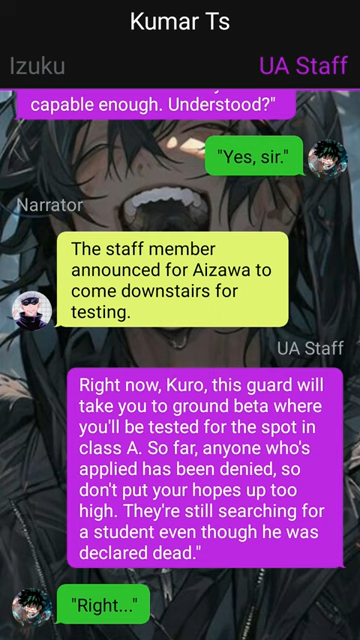 Kumar Ts
Izuku
UA Staff
capable enough. Understood?"
"Yes, sir."
Narrator
The staff member
announced for Aizawa to
come downstairs for
testing.
UA Staff
Right now, Kuro, this guard will
take you to ground beta where
you'll be tested for the spot in
class A. So far, anyone who's
applied has been denied, so
don't put your hopes up too
high. They're still searching for
a student even though he was
declared dead."
"Right..."